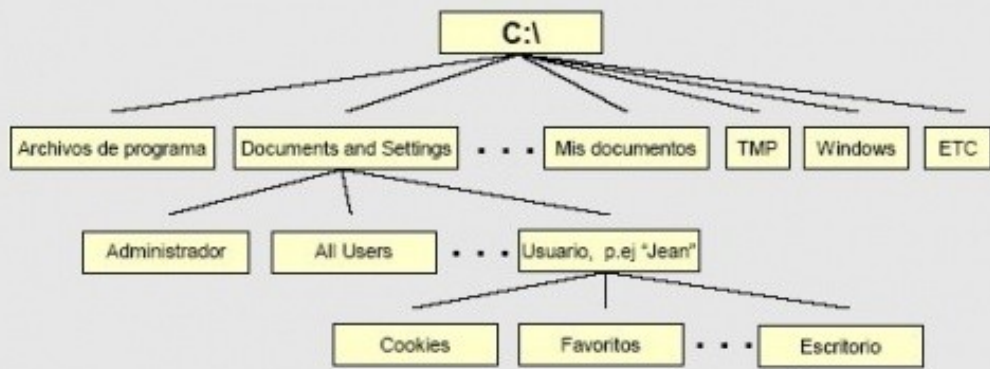 C:\
Archivos de programa
Documents and Settings
Mis documentos
TMP
Windows
ETC
Administrador
All Users
Usuario, p.ej "Jean"
Cookies
Favoritos
Escritorio